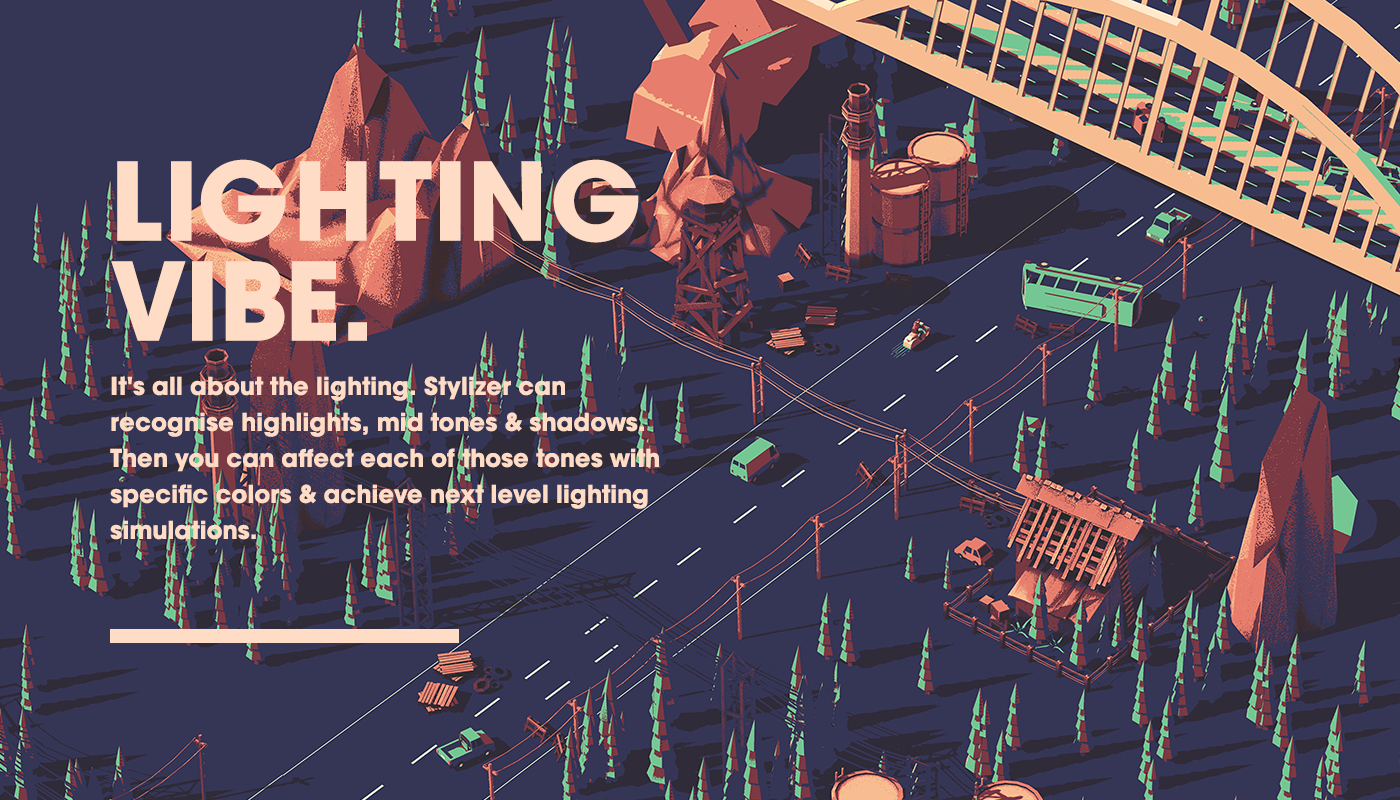 LIGHTING
VIBE.
It's all about the lighting. Stylizer can
recognise highlights, mid tones & shadows.
Then you can affect each of those tones with
specific colors & achieve next level lighting
simulations.